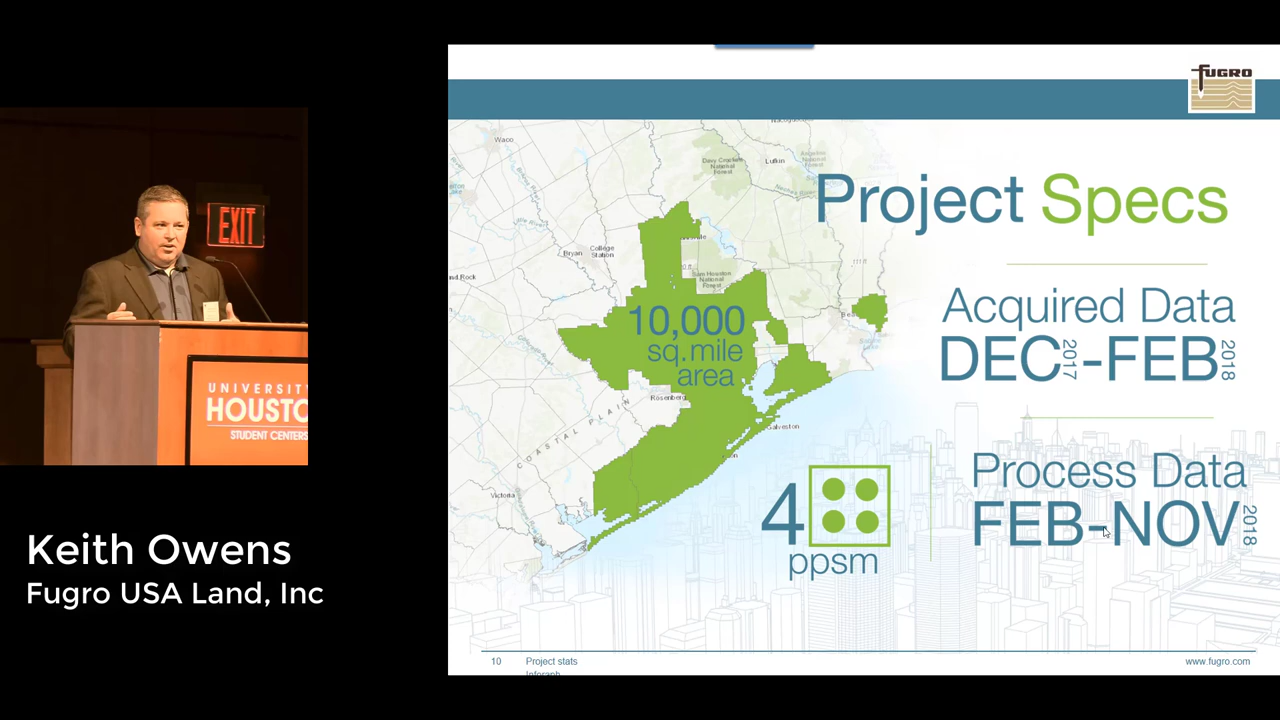 EXIT
UNIVERSITY
HOUSTO
STUDENT CENTERS
Keith Owens
Fugro USA Land, Inc
FUGRO
Project Specs
Acquired Data
DEC 2017 -FEB 2018
Process Data
FEB-NOV 2018
10,000
sq.mile
area
4
ppsm
Waco
Davy Crockett
National
Forest
Lufkin
Angelina
National
Forest
Bryan
College
Station
nd.Rock
Sam Houston
National
Forest
Rosenberg
Galveston
COASTAL PLAIN
Victoria
10 Project stats
Infograph
www.fugro.com